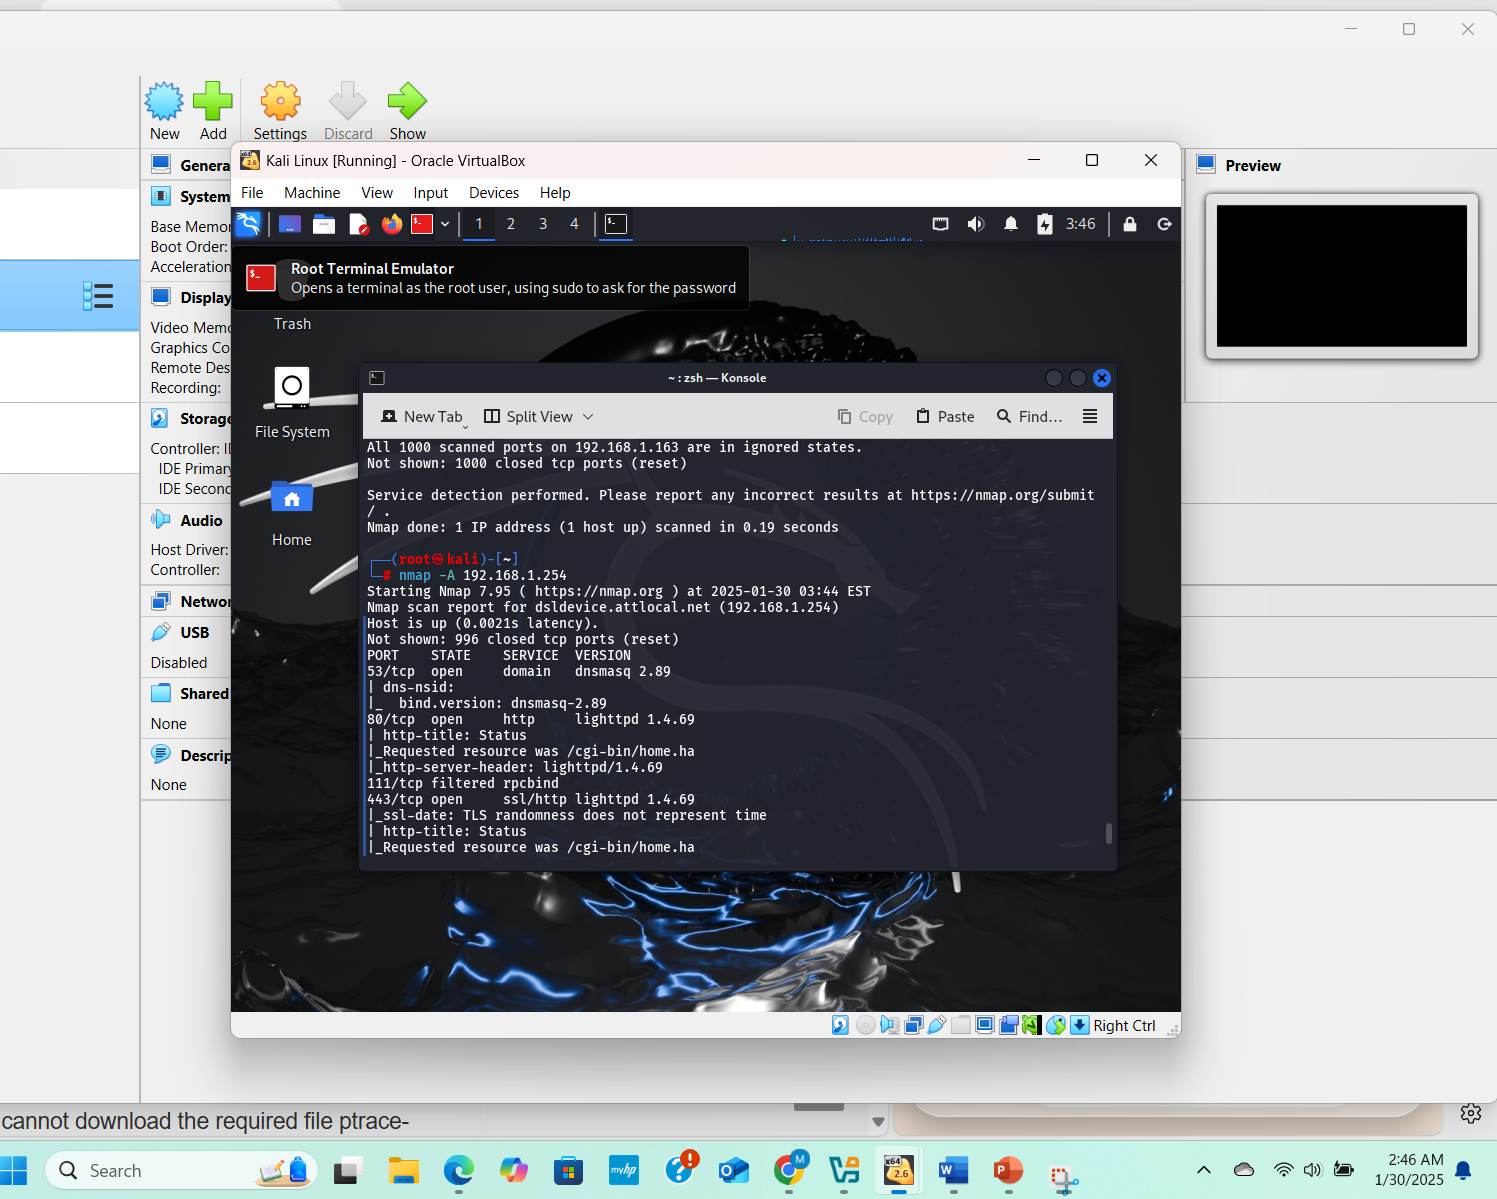 New Add Settings Discard Show
Genera
System
Base Memor
Boot Order:
Acceleration
Display
Video Memo
Graphics Co
Remote Des
Recording:
Storage
Controller: ID
IDE Primary
IDE Second
Audio
Host Driver:
Controller:
Networ
USB
Disabled
Shared
None
Descrip
None
Preview
Kali Linux [Running] - Oracle VirtualBox
File Machine View Input Devices Help
1 2 3 4 3:46
Root Terminal Emulator
Opens a terminal as the root user, using sudo to ask for the password
Trash
File System
Home
~ : zsh — Konsole
New Tab Split View Copy Paste Find...
All 1000 scanned ports on 192.168.1.163 are in ignored states.
Not shown: 1000 closed tcp ports (reset)
Service detection performed. Please report any incorrect results at https://nmap.org/submit
/ .
Nmap done: 1 IP address (1 host up) scanned in 0.19 seconds
┌──(root㉿kali)-[~]
└─# nmap -A 192.168.1.254
Starting Nmap 7.95 ( https://nmap.org ) at 2025-01-30 03:44 EST
Nmap scan report for dsldevice.attlocal.net (192.168.1.254)
Host is up (0.0021s latency).
Not shown: 996 closed tcp ports (reset)
PORT STATE SERVICE VERSION
53/tcp open domain dnsmasq 2.89
| dns-nsid:
|_ bind.version: dnsmasq-2.89
80/tcp open http lighttpd 1.4.69
| http-title: Status
|_Requested resource was /cgi-bin/home.ha
|_http-server-header: lighttpd/1.4.69
111/tcp filtered rpcbind
443/tcp open ssl/http lighttpd 1.4.69
|_ssl-date: TLS randomness does not represent time
| http-title: Status
|_Requested resource was /cgi-bin/home.ha
Right Ctrl
cannot download the required file ptrace-
Search
2:46 AM
1/30/2025